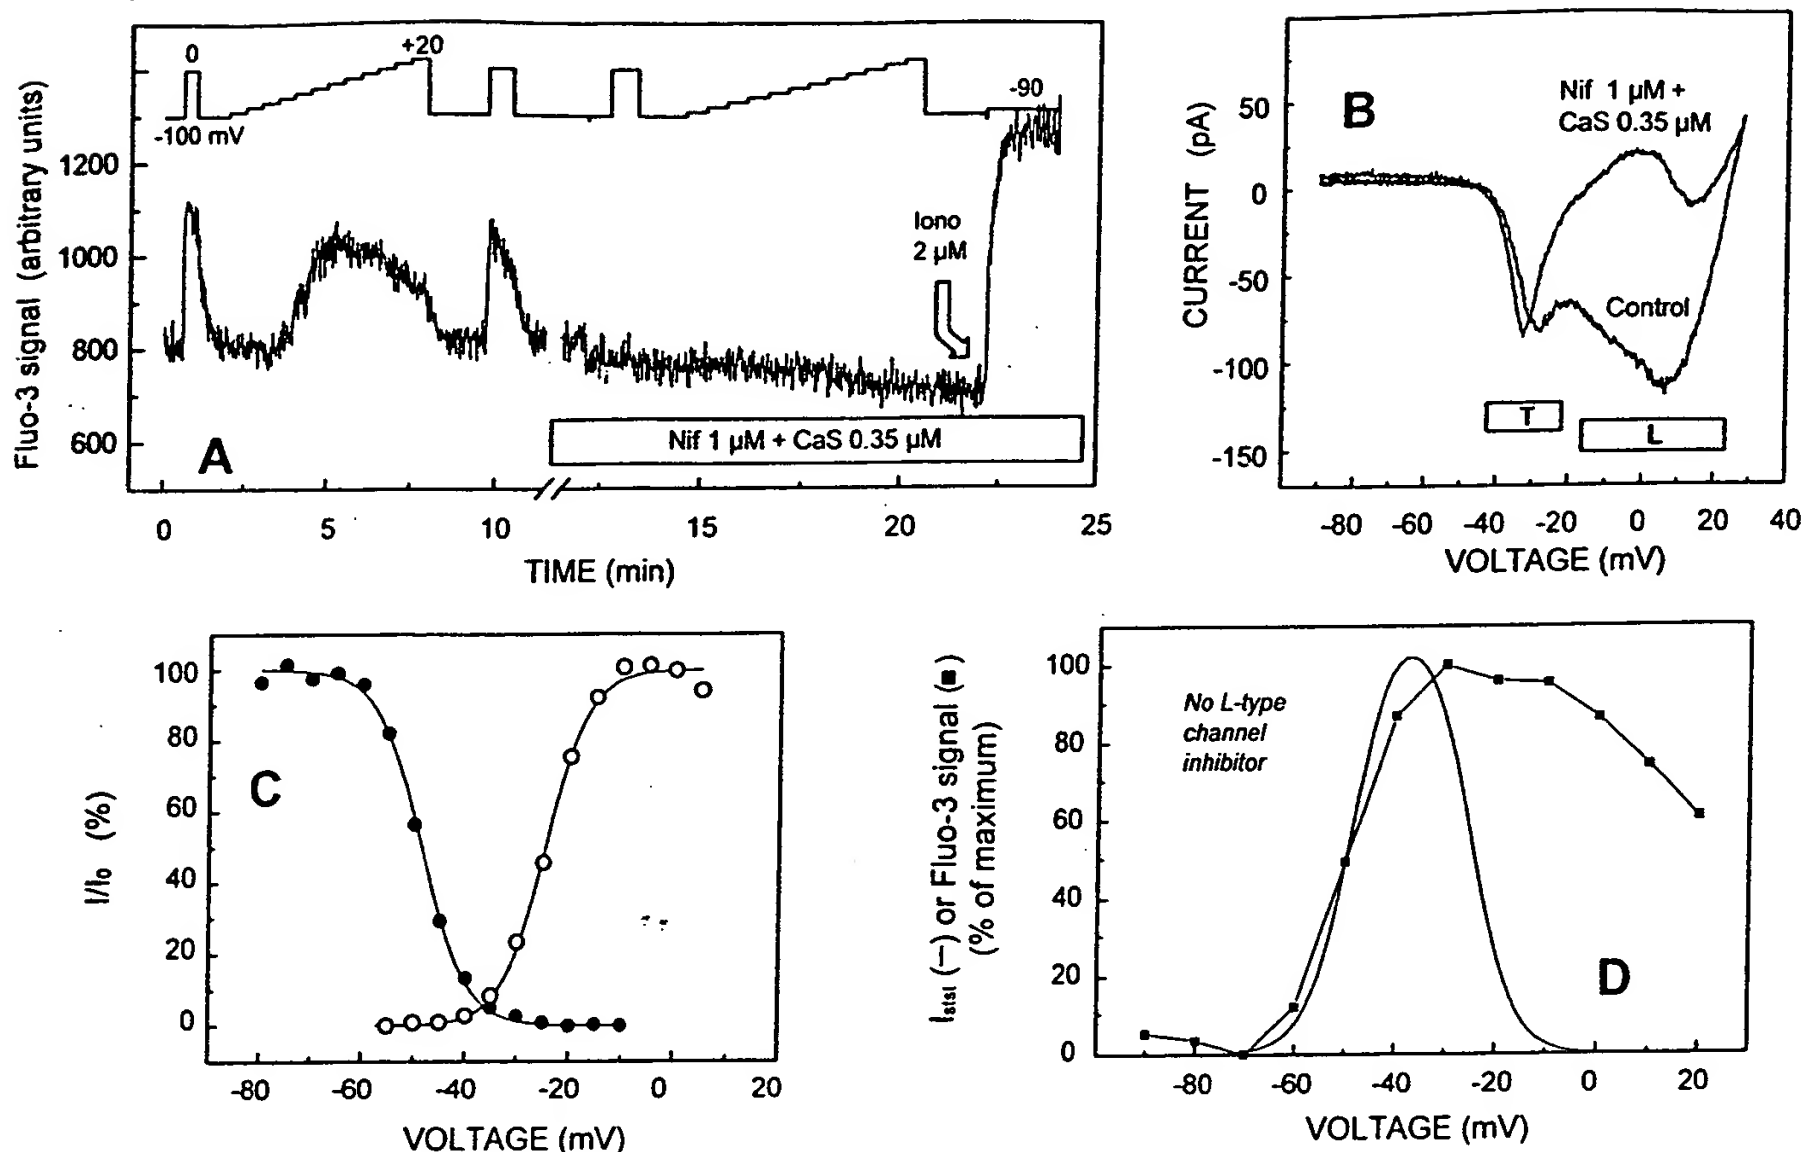 0
+20
-100 mV
-90
Iono
2 µM
Nif 1 µM + CaS 0.35 µM
A
Fluo-3 signal (arbitrary units)
1200
1000
800
600
0 5 10 15 20 25
TIME (min)
B
Nif 1 µM +
CaS 0.35 µM
Control
T
L
CURRENT (pA)
50
0
-50
-100
-150
-80 -60 -40 -20 0 20 40
VOLTAGE (mV)
C
I/I₀ (%)
100
80
60
40
20
0
-80 -60 -40 -20 0 20
VOLTAGE (mV)
No L-type
channel
inhibitor
D
Istsl (—) or Fluo-3 signal (■)
(% of maximum)
100
80
60
40
20
0
-80 -60 -40 -20 0 20
VOLTAGE (mV)